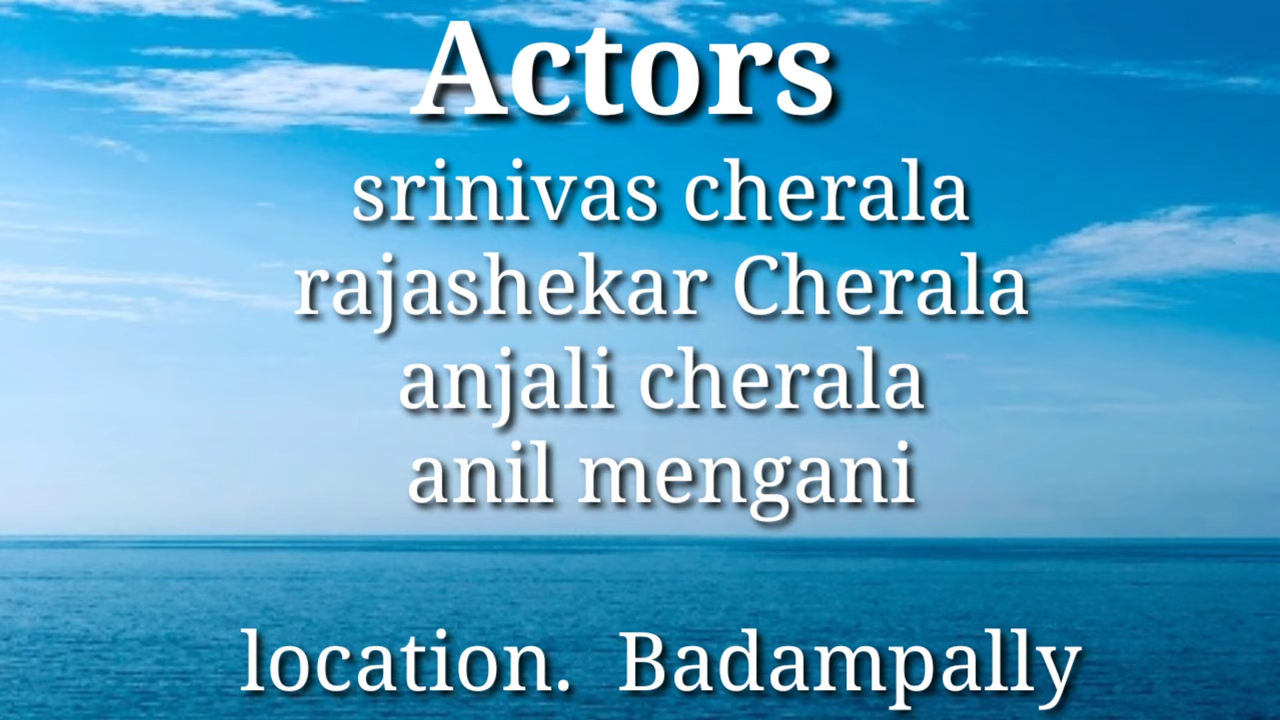 Actors
srinivas cherala
rajashekar Cherala
anjali cherala
anil mengani
location.  Badampally